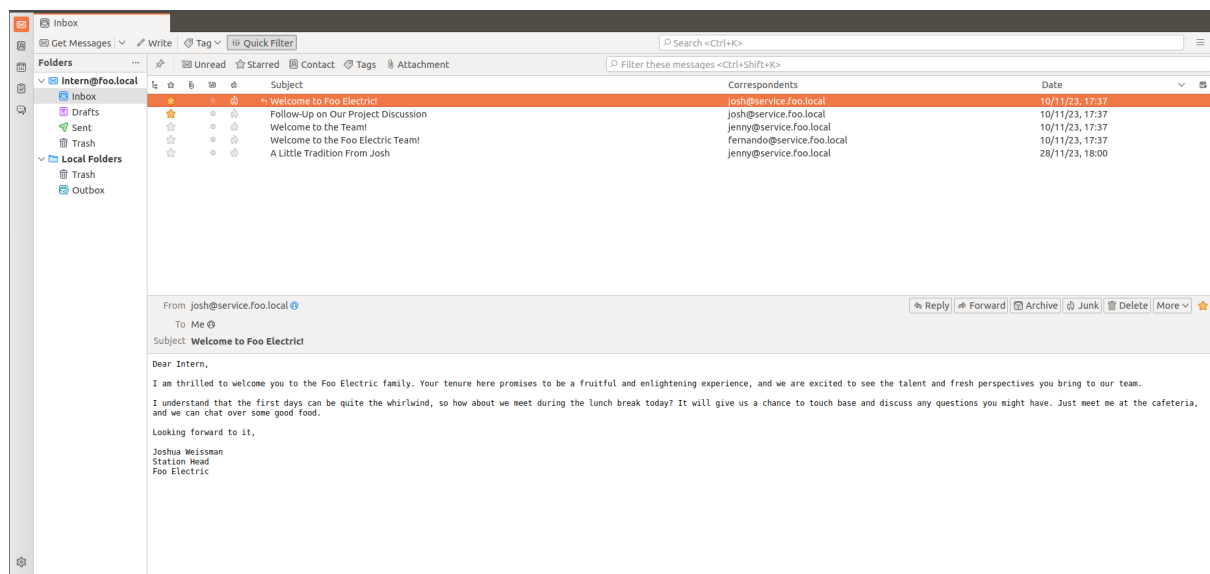 Inbox
Get Messages Write Tag Quick Filter Search <Ctrl+K>
Folders ... Unread Starred Contact Tags Attachment Filter these messages <Ctrl+Shift+K>
intern@foo.local Subject Correspondents Date
Inbox Welcome to Foo Electric! josh@service.foo.local 10/11/23, 17:37
Drafts Follow-Up on Our Project Discussion josh@service.foo.local 10/11/23, 17:37
Sent Welcome to the Team! jenny@service.foo.local 10/11/23, 17:37
Trash Welcome to the Foo Electric Team! fernando@service.foo.local 10/11/23, 17:37
Local Folders A Little Tradition From Josh jenny@service.foo.local 28/11/23, 18:00
Trash
Outbox
From josh@service.foo.local Reply Forward Archive Junk Delete More
To Me
Subject Welcome to Foo Electric!
Dear Intern,
I am thrilled to welcome you to the Foo Electric family. Your tenure here promises to be a fruitful and enlightening experience, and we are excited to see the talent and fresh perspectives you bring to our team.
I understand that the first days can be quite the whirlwind, so how about we meet during the lunch break today? It will give us a chance to touch base and discuss any questions you might have. Just meet me at the cafeteria,
and we can chat over some good food.
Looking forward to it,
Joshua Weissman
Station Head
Foo Electric